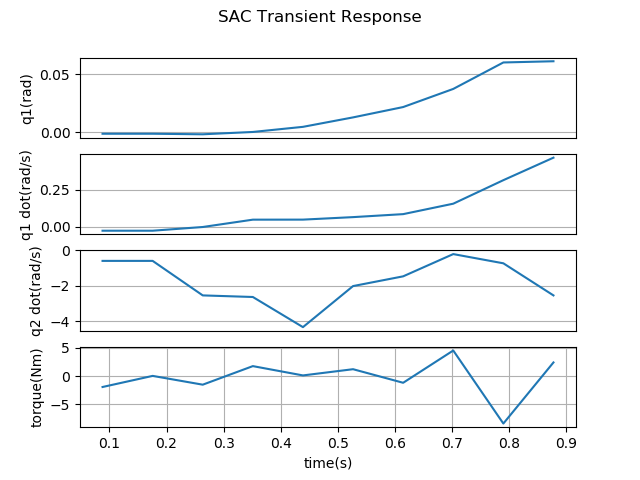 SAC Transient Response
q1(rad)
0.05
0.00
q1 dot(rad/s)
0.25
0.00
q2 dot(rad/s)
0
−2
−4
torque(Nm)
5
0
−5
0.1 0.2 0.3 0.4 0.5 0.6 0.7 0.8 0.9
time(s)